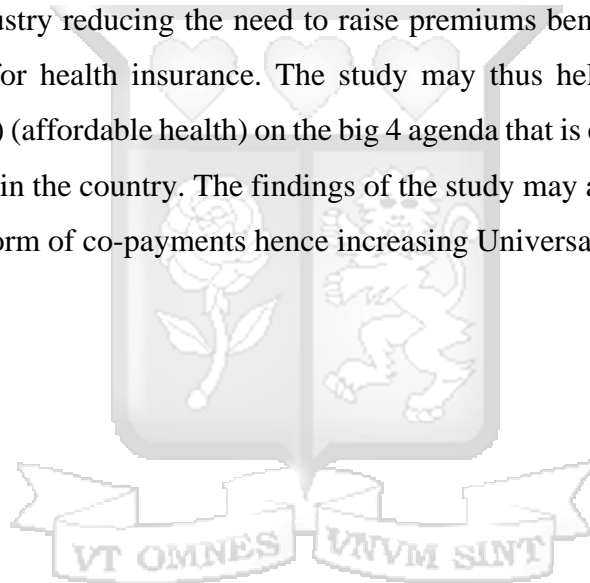 ustry reducing the need to raise premiums ben
for health insurance. The study may thus hel
) (affordable health) on the big 4 agenda that is
in the country. The findings of the study may a
orm of co-payments hence increasing Universa
VT OMNES VNVM SINT